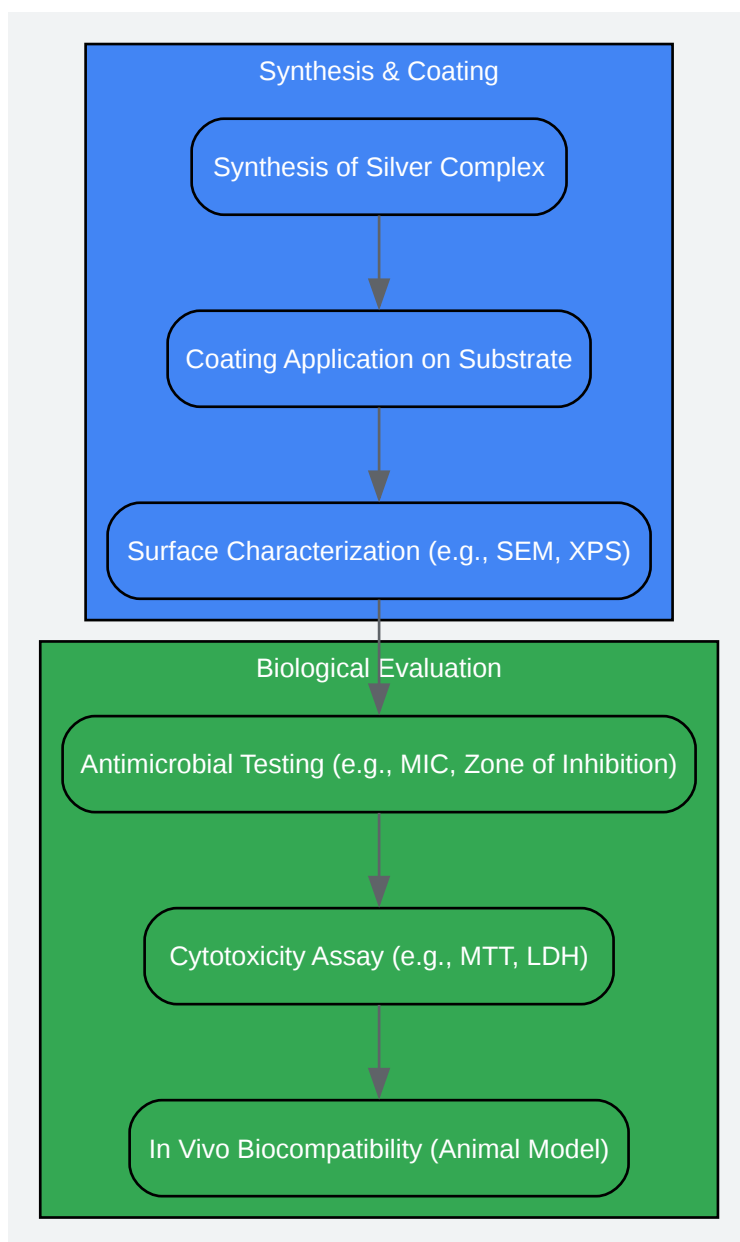 Synthesis & Coating
Synthesis of Silver Complex
Coating Application on Substrate
Surface Characterization (e.g., SEM, XPS)
Biological Evaluation
Antimicrobial Testing (e.g., MIC, Zone of Inhibition)
Cytotoxicity Assay (e.g., MTT, LDH)
In Vivo Biocompatibility (Animal Model)